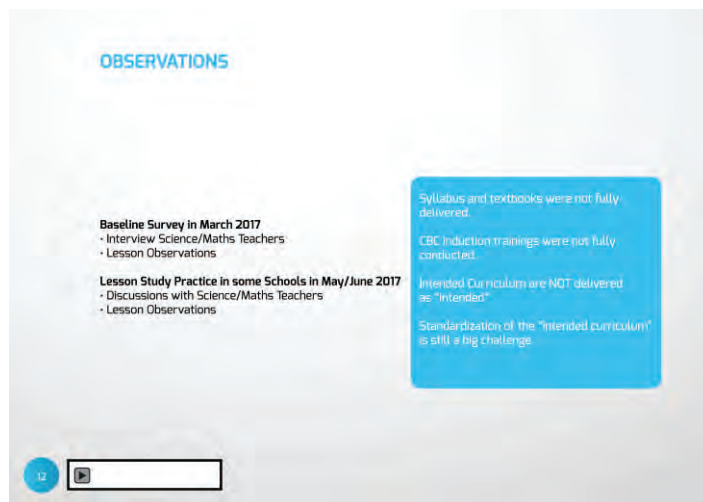 OBSERVATIONS
Baseline Survey in March 2017
• Interview Science/Maths Teachers
• Lesson Observations
Lesson Study Practice in some Schools in May/June 2017
• Discussions with Science/Maths Teachers
• Lesson Observations
Syllabus and textbooks were not fully
delivered.
CBC Induction trainings were not fully
conducted.
Intended Curriculum are NOT delivered
as "intended"
Standardization of the "intended curriculum"
is still a big challenge.
12